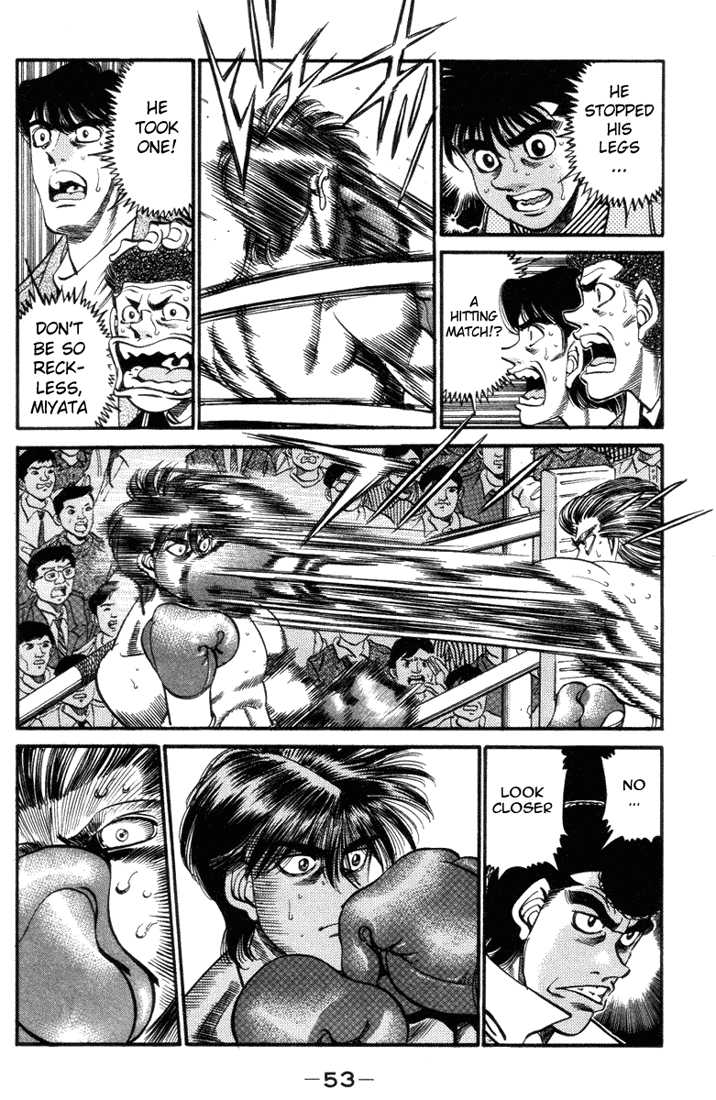 HE
STOPPED
HIS
LEGS
...
A
HITTING
MATCH!?
HE
TOOK
ONE!
DON'T
BE SO
RECK-
LESS,
MIYATA
NO
...
LOOK
CLOSER
—53—